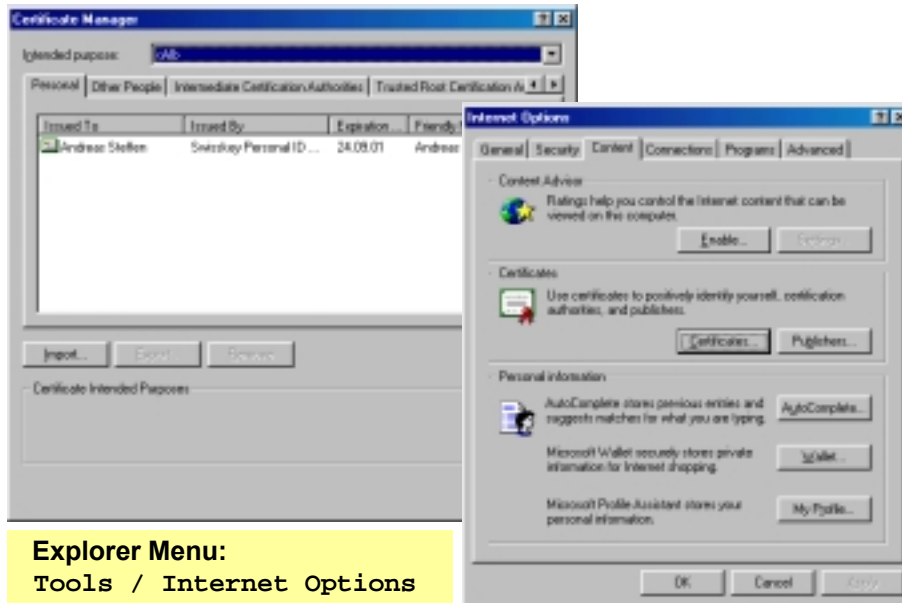 Certificate Manager
Intended purpose: <All>
Personal Other People Intermediate Certification Authorities Trusted Root Certification A
Issued To Issued By Expiration ... Friendly
Andreas Steffen Swisskey Personal ID ... 24.09.01 Andreas
Import... Export... Remove
Certificate Intended Purposes
Internet Options
General Security Content Connections Programs Advanced
Content Advisor
Ratings help you control the Internet content that can be
viewed on this computer.
Enable... Settings...
Certificates
Use certificates to positively identify yourself, certification
authorities, and publishers.
Certificates... Publishers...
Personal information
AutoComplete stores previous entries and
suggests matches for what you are typing.
AutoComplete...
Microsoft Wallet securely stores private
information for Internet shopping.
Wallet...
Microsoft Profile Assistant stores your
personal information.
My Profile...
OK Cancel Apply
Explorer Menu:
Tools / Internet Options